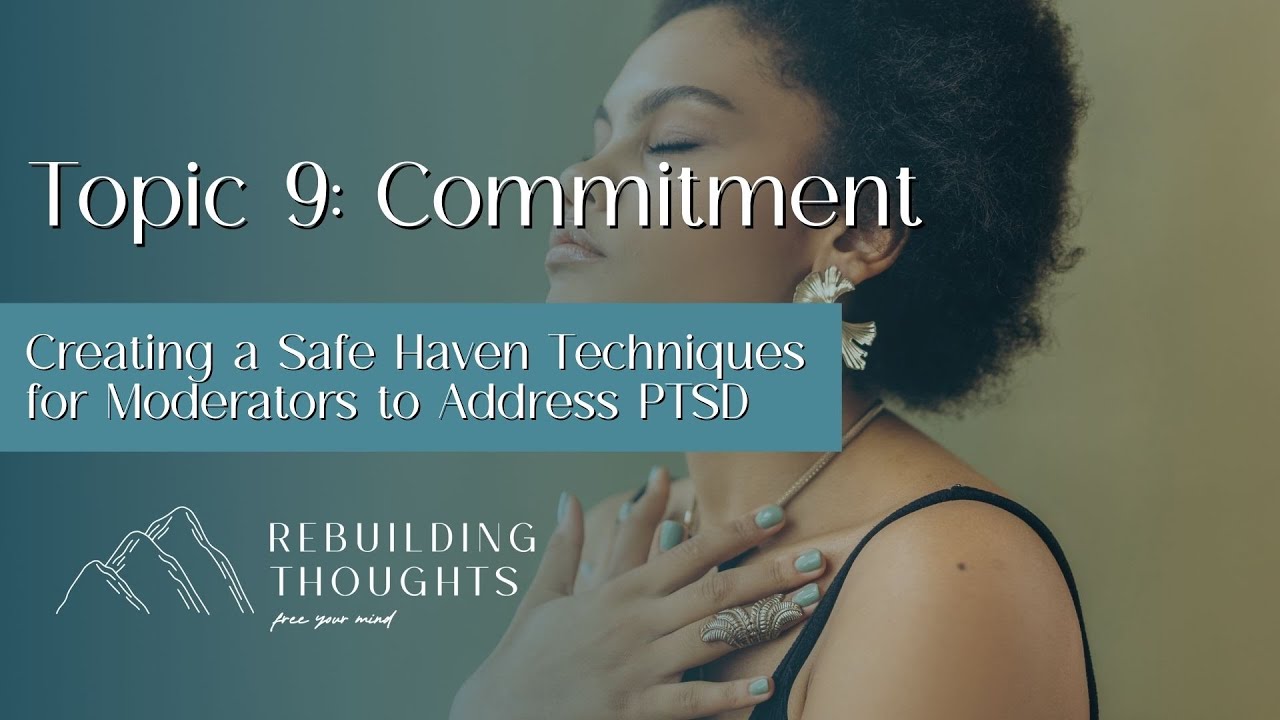 Topic 9: Commitment
Creating a Safe Haven Techniques
for Moderators to Address PTSD
REBUILDING
THOUGHTS
free your mind